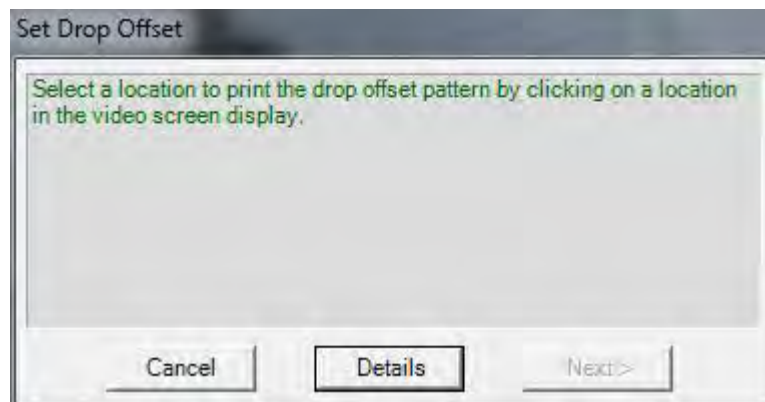 Set Drop Offset
Select a location to print the drop offset pattern by clicking on a location
in the video screen display.
Cancel
Details
Next >